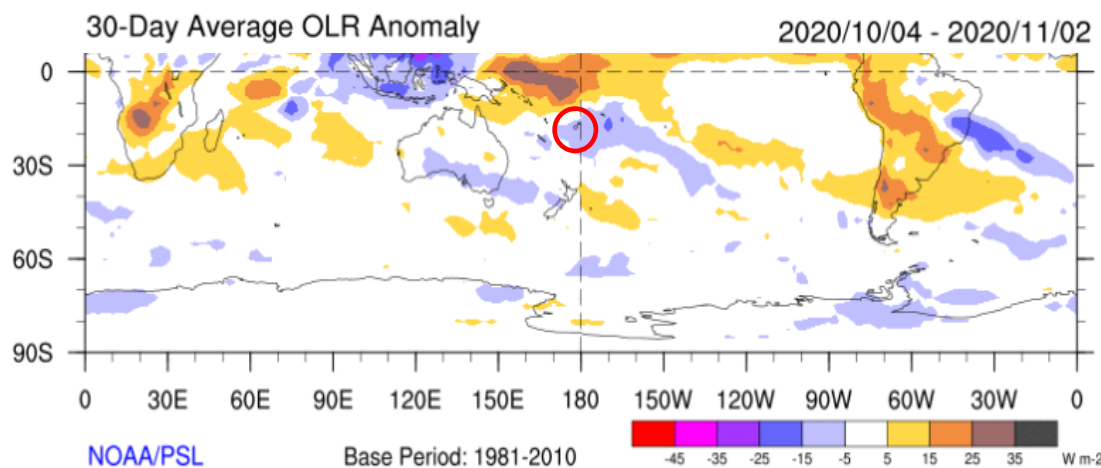 30-Day Average OLR Anomaly 2020/10/04 - 2020/11/02
0
30S
60S
90S
0 30E 60E 90E 120E 150E 180 150W 120W 90W 60W 30W 0
NOAA/PSL Base Period: 1981-2010 -45 -35 -25 -15 -5 5 15 25 35 W m-2